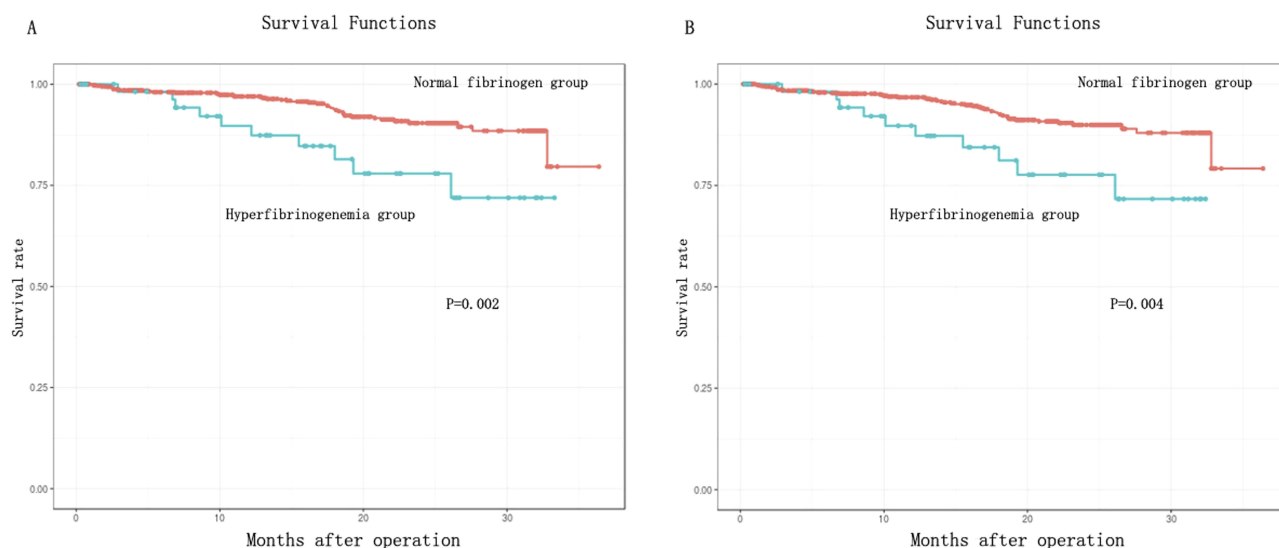 A
Survival Functions
1.00
0.75
0.50
0.25
0.00
Survival rate
Normal fibrinogen group
Hyperfibrinogenemia group
P=0.002
0
10
20
30
Months after operation
B
Survival Functions
1.00
0.75
0.50
0.25
0.00
Survival rate
Normal fibrinogen group
Hyperfibrinogenemia group
P=0.004
0
10
20
30
Months after operation